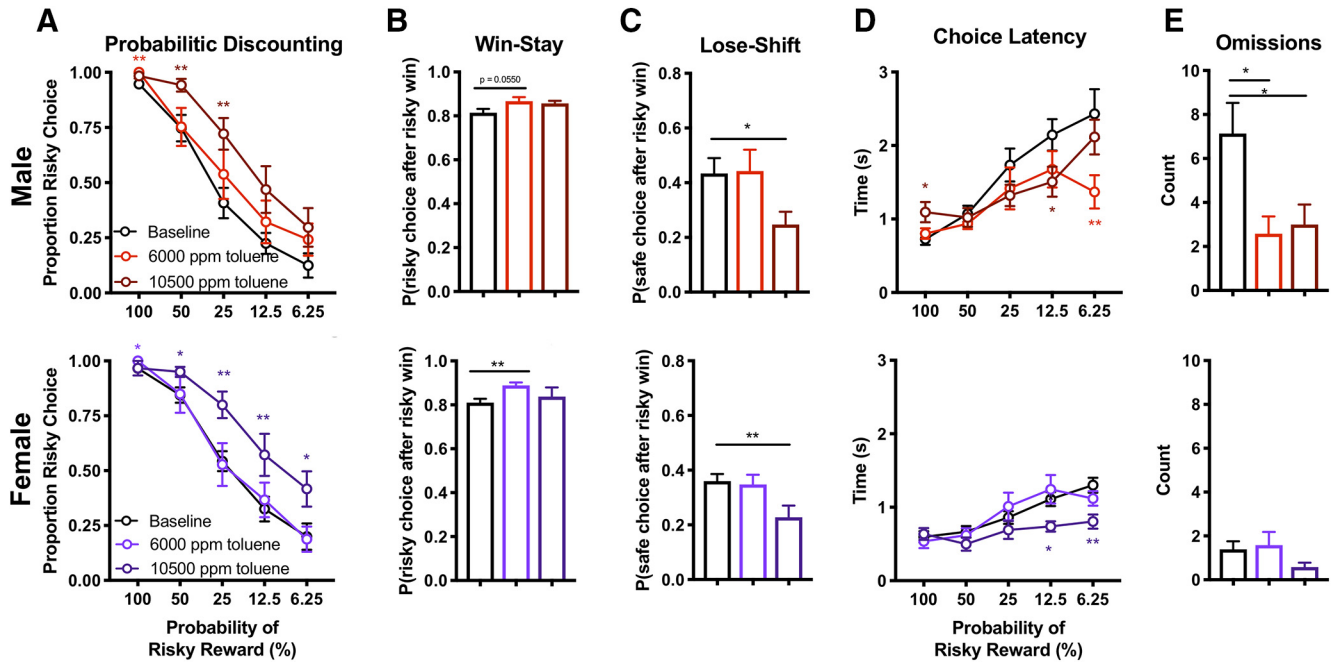 A
B
C
D
E
Probabilitic Discounting
Win-Stay
Lose-Shift
Choice Latency
Omissions
Male
Proportion Risky Choice
1.00
0.75
0.50
0.25
0.00
**
**
**
Baseline
6000 ppm toluene
10500 ppm toluene
100 50 25 12.5 6.25
P(risky choice after risky win)
1.0
0.8
0.6
0.4
0.2
0.0
p = 0.0550
P(safe choice after risky win)
0.8
0.6
0.4
0.2
0.0
*
Time (s)
3
2
1
0
*
*
**
100 50 25 12.5 6.25
Count
10
8
6
4
2
0
*
*
Female
Proportion Risky Choice
1.00
0.75
0.50
0.25
0.00
*
*
**
**
*
Baseline
6000 ppm toluene
10500 ppm toluene
100 50 25 12.5 6.25
Probability of
Risky Reward (%)
P(risky choice after risky win)
1.0
0.8
0.6
0.4
0.2
0.0
**
P(safe choice after risky win)
0.8
0.6
0.4
0.2
0.0
**
Time (s)
3
2
1
0
*
**
100 50 25 12.5 6.25
Probability of
Risky Reward (%)
Count
10
8
6
4
2
0